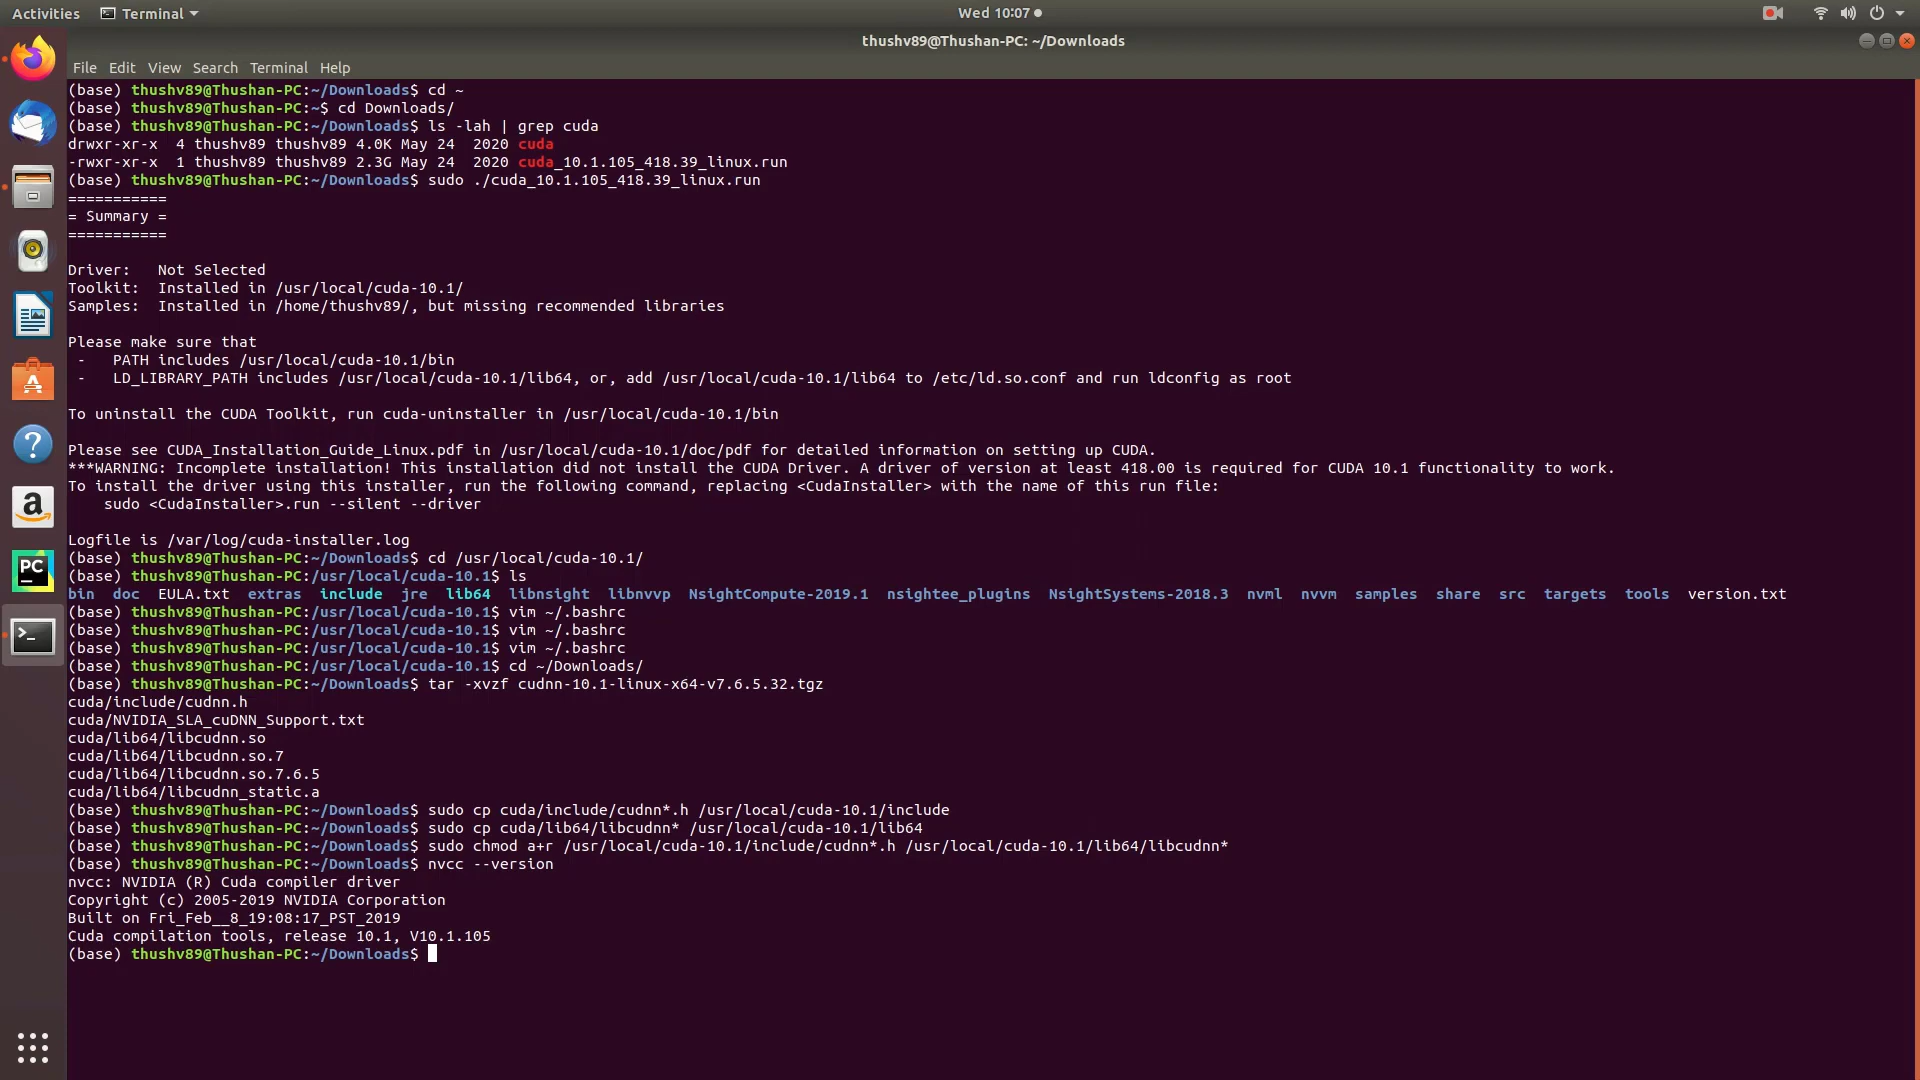 Activities Terminal Wed 10:07
thushv89@Thushan-PC: ~/Downloads
File Edit View Search Terminal Help
(base) thushv89@Thushan-PC:~/Downloads$ cd ~
(base) thushv89@Thushan-PC:~$ cd Downloads/
(base) thushv89@Thushan-PC:~/Downloads$ ls -lah | grep cuda
drwxr-xr-x  4 thushv89 thushv89 4.0K May 24  2020 cuda
-rwxr-xr-x  1 thushv89 thushv89 2.3G May 24  2020 cuda_10.1.105_418.39_linux.run
(base) thushv89@Thushan-PC:~/Downloads$ sudo ./cuda_10.1.105_418.39_linux.run
===========
= Summary =
===========
Driver:   Not Selected
Toolkit:  Installed in /usr/local/cuda-10.1/
Samples:  Installed in /home/thushv89/, but missing recommended libraries
Please make sure that
 -   PATH includes /usr/local/cuda-10.1/bin
 -   LD_LIBRARY_PATH includes /usr/local/cuda-10.1/lib64, or, add /usr/local/cuda-10.1/lib64 to /etc/ld.so.conf and run ldconfig as root
To uninstall the CUDA Toolkit, run cuda-uninstaller in /usr/local/cuda-10.1/bin
Please see CUDA_Installation_Guide_Linux.pdf in /usr/local/cuda-10.1/doc/pdf for detailed information on setting up CUDA.
***WARNING: Incomplete installation! This installation did not install the CUDA Driver. A driver of version at least 418.00 is required for CUDA 10.1 functionality to work.
To install the driver using this installer, run the following command, replacing <CudaInstaller> with the name of this run file:
    sudo <CudaInstaller>.run --silent --driver
Logfile is /var/log/cuda-installer.log
(base) thushv89@Thushan-PC:~/Downloads$ cd /usr/local/cuda-10.1/
(base) thushv89@Thushan-PC:/usr/local/cuda-10.1$ ls
bin  doc  EULA.txt  extras  include  jre  lib64  libnsight  libnvvp  NsightCompute-2019.1  nsightee_plugins  NsightSystems-2018.3  nvml  nvvm  samples  share  src  targets  tools  version.txt
(base) thushv89@Thushan-PC:/usr/local/cuda-10.1$ vim ~/.bashrc
(base) thushv89@Thushan-PC:/usr/local/cuda-10.1$ vim ~/.bashrc
(base) thushv89@Thushan-PC:/usr/local/cuda-10.1$ vim ~/.bashrc
(base) thushv89@Thushan-PC:/usr/local/cuda-10.1$ cd ~/Downloads/
(base) thushv89@Thushan-PC:~/Downloads$ tar -xvzf cudnn-10.1-linux-x64-v7.6.5.32.tgz
cuda/include/cudnn.h
cuda/NVIDIA_SLA_cuDNN_Support.txt
cuda/lib64/libcudnn.so
cuda/lib64/libcudnn.so.7
cuda/lib64/libcudnn.so.7.6.5
cuda/lib64/libcudnn_static.a
(base) thushv89@Thushan-PC:~/Downloads$ sudo cp cuda/include/cudnn*.h /usr/local/cuda-10.1/include
(base) thushv89@Thushan-PC:~/Downloads$ sudo cp cuda/lib64/libcudnn* /usr/local/cuda-10.1/lib64
(base) thushv89@Thushan-PC:~/Downloads$ sudo chmod a+r /usr/local/cuda-10.1/include/cudnn*.h /usr/local/cuda-10.1/lib64/libcudnn*
(base) thushv89@Thushan-PC:~/Downloads$ nvcc --version
nvcc: NVIDIA (R) Cuda compiler driver
Copyright (c) 2005-2019 NVIDIA Corporation
Built on Fri_Feb__8_19:08:17_PST_2019
Cuda compilation tools, release 10.1, V10.1.105
(base) thushv89@Thushan-PC:~/Downloads$
PC